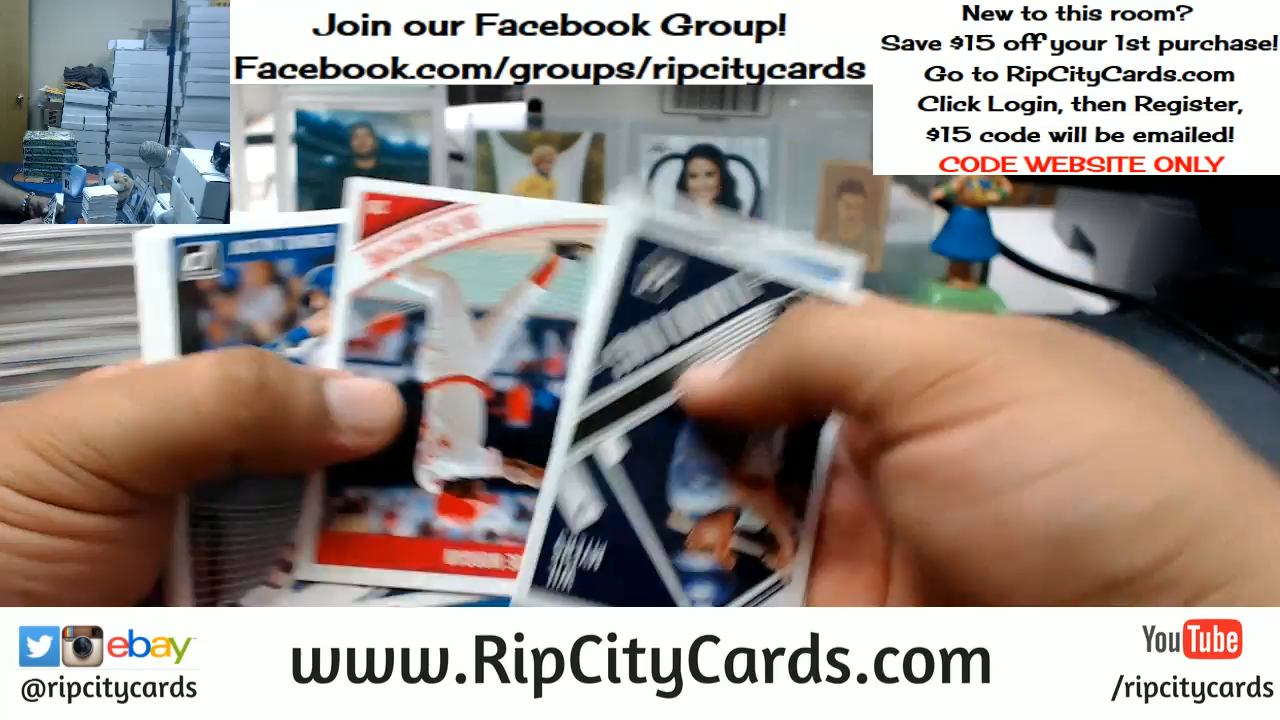 Join our Facebook Group!
Facebook.com/groups/ripcitycards
New to this room?
Save $15 off your 1st purchase!
Go to RipCityCards.com
Click Login, then Register,
$15 code will be emailed!
CODE WEBSITE ONLY
ebay
@ripcitycards
www.RipCityCards.com
YouTube
/ripcitycards